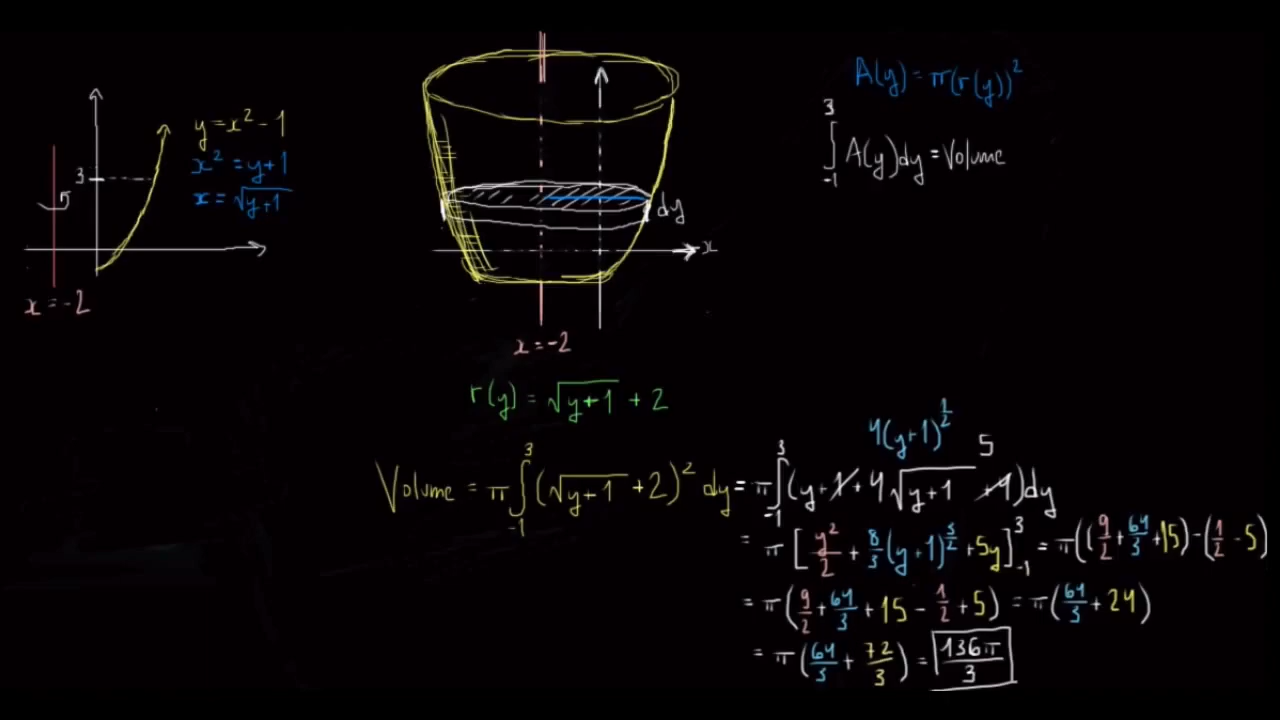 y = x² - 1
x² = y + 1
x = √(y+1)
3
x = -2
dy
x
x = -2
A(y) = π(r(y))²
∫₋₁³ A(y)dy = Volume
r(y) = √(y+1) + 2
4(y+1)^(1/2)
5
Volume = π ∫₋₁³ (√(y+1) + 2)² dy = π ∫₋₁³ (y + 1 + 4√(y+1) + 4)dy
= π [y²/2 + 8/3 (y+1)^(3/2) + 5y]₋₁³ = π((9/2 + 64/3 + 15) - (1/2 - 5)
= π(9/2 + 64/3 + 15 - 1/2 + 5) = π(64/3 + 24)
= π(64/3 + 72/3) = 136π/3